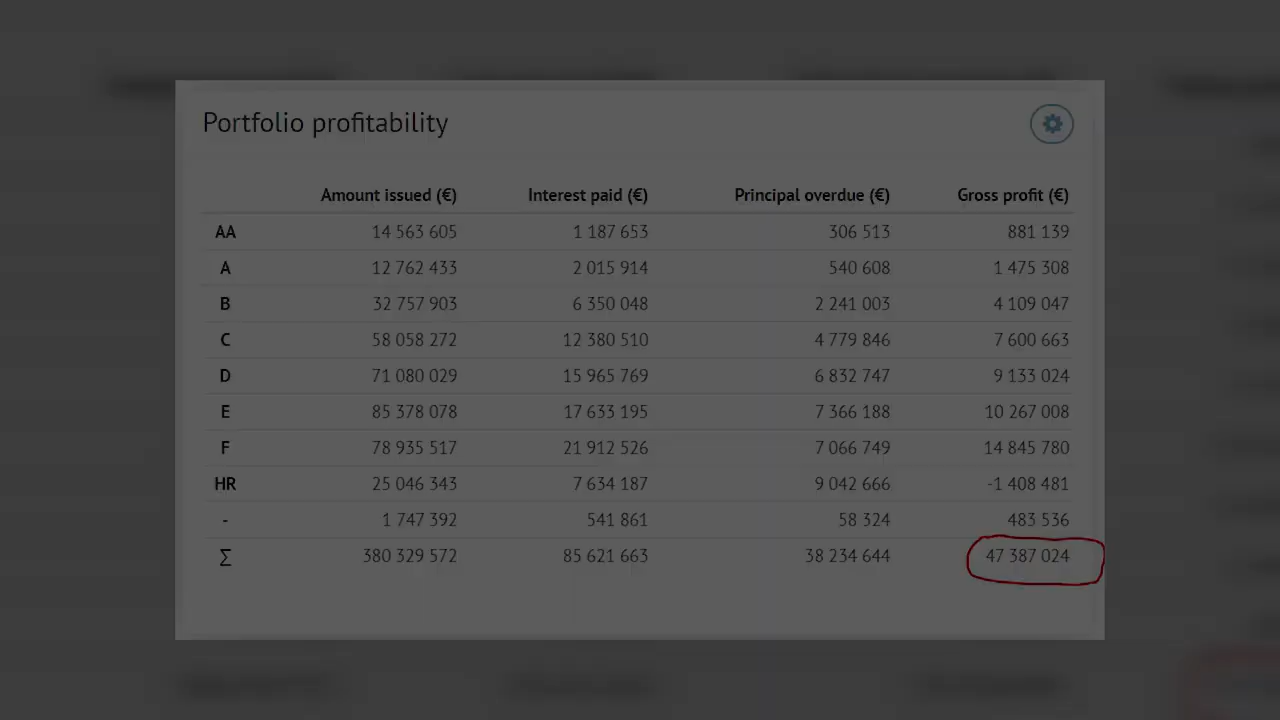 Portfolio profitability
Amount issued (€) Interest paid (€) Principal overdue (€) Gross profit (€)
AA 14 563 605 1 187 653 306 513 881 139
A 12 762 433 2 015 914 540 608 1 475 308
B 32 757 903 6 350 048 2 241 003 4 109 047
C 58 058 272 12 380 510 4 779 846 7 600 663
D 71 080 029 15 965 769 6 832 747 9 133 024
E 85 378 078 17 633 195 7 366 188 10 267 008
F 78 935 517 21 912 526 7 066 749 14 845 780
HR 25 046 343 7 634 187 9 042 666 -1 408 481
- 1 747 392 541 861 58 324 483 536
∑ 380 329 572 85 621 663 38 234 644 47 387 024